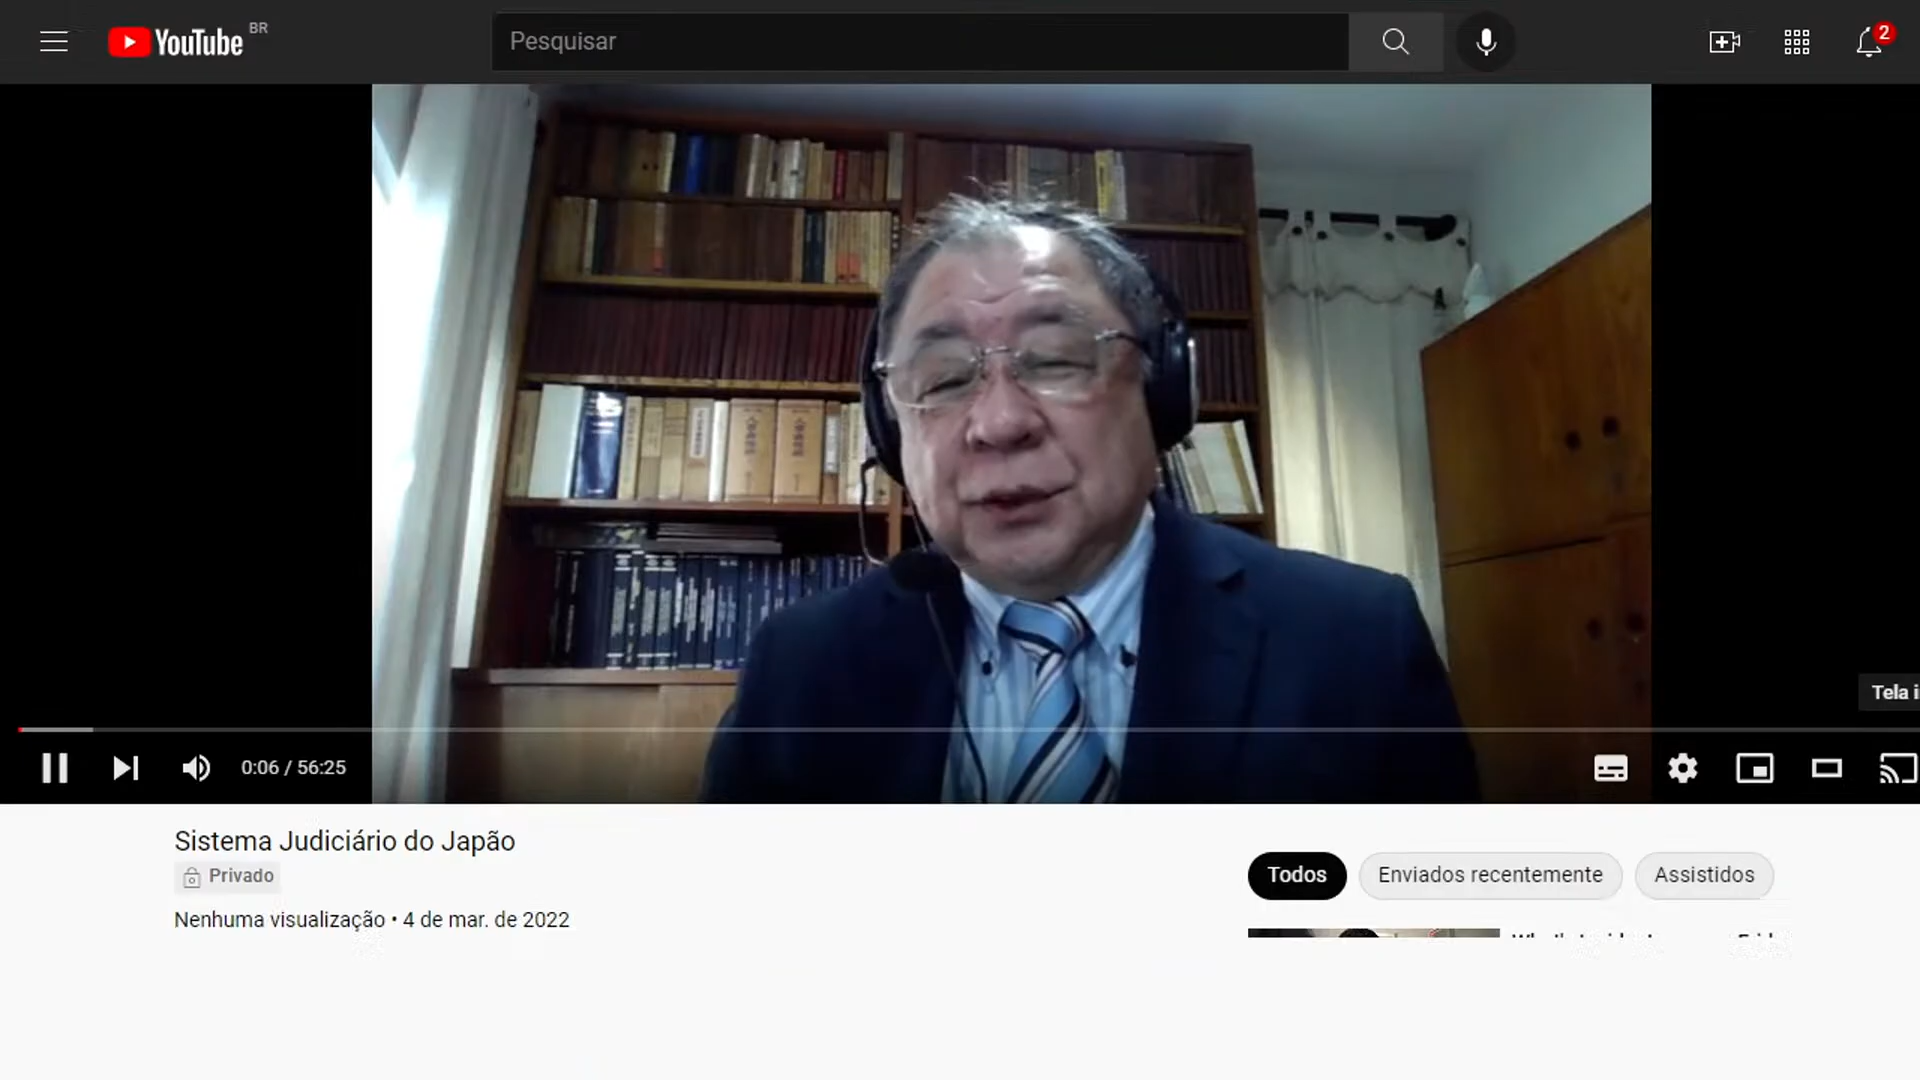 YouTube BR
Pesquisar
2
Tela i
0:06 / 56:25
Sistema Judiciário do Japão
Privado
Nenhuma visualização • 4 de mar. de 2022
Todos
Enviados recentemente
Assistidos